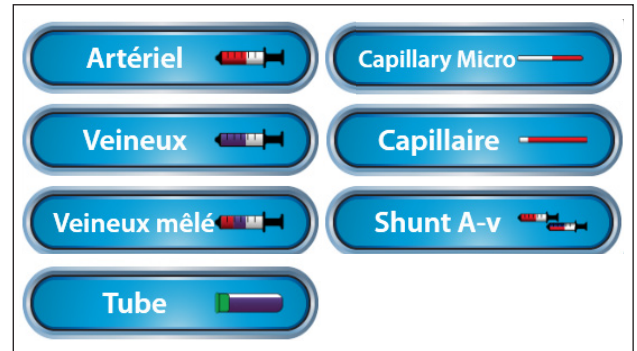 Artériel
Capillary Micro
Veineux
Capillaire
Veineux mêlé
Shunt A-v
Tube